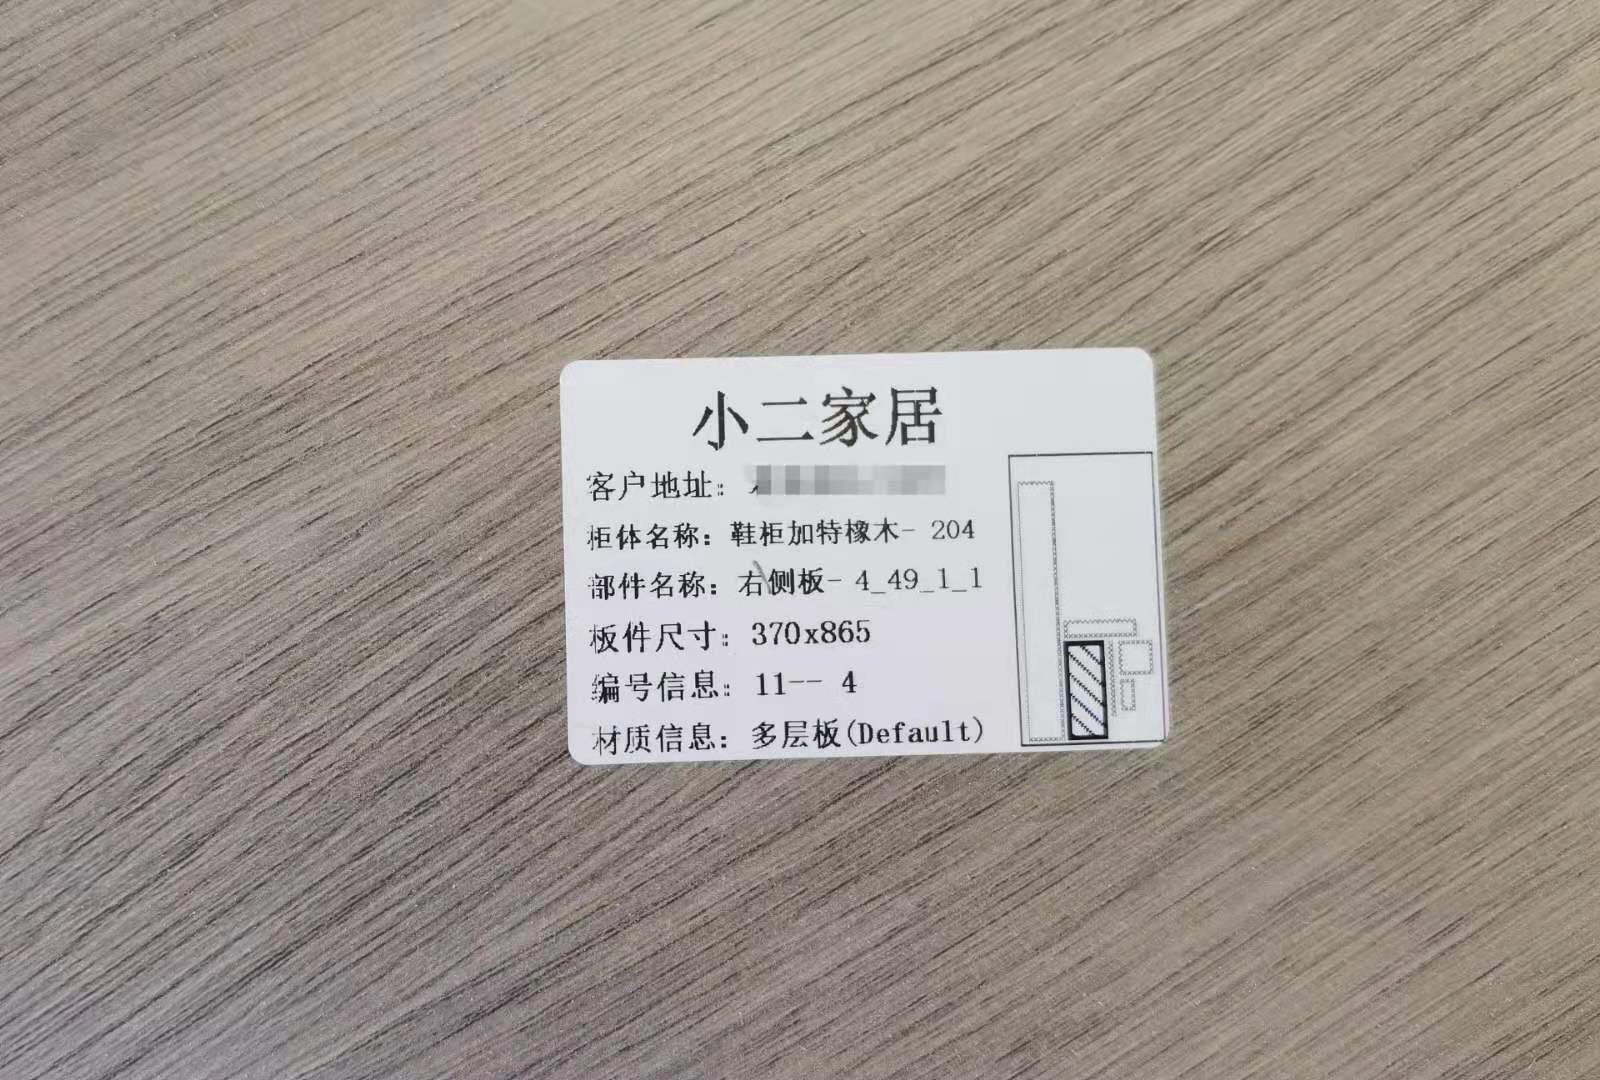 小二家居
客户地址:
柜体名称: 鞋柜加特橡木- 204
部件名称: 右侧板- 4_49_1_1
板件尺寸: 370x865
编号信息: 11-- 4
材质信息: 多层板(Default)